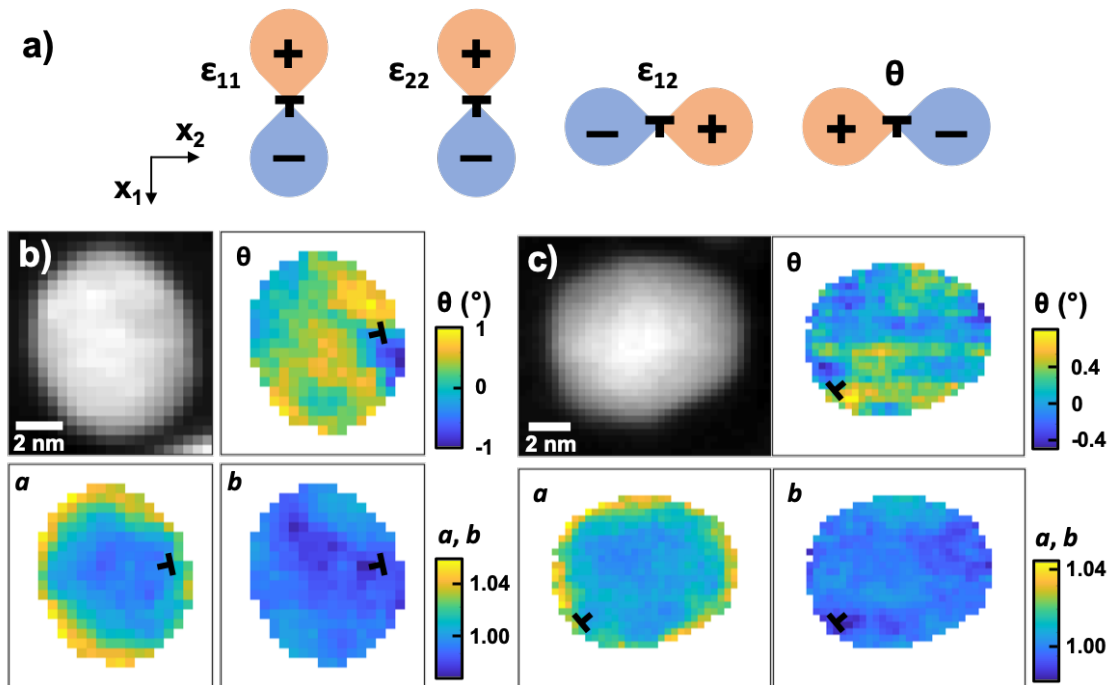 a)
ε11
ε22
ε12
θ
+
+
−
+
+
−
−
−
x2
x1
b)
θ
θ (°)
1
0
-1
2 nm
c)
θ
θ (°)
0.4
0
-0.4
2 nm
a
b
a, b
1.04
1.00
a
b
a, b
1.04
1.00